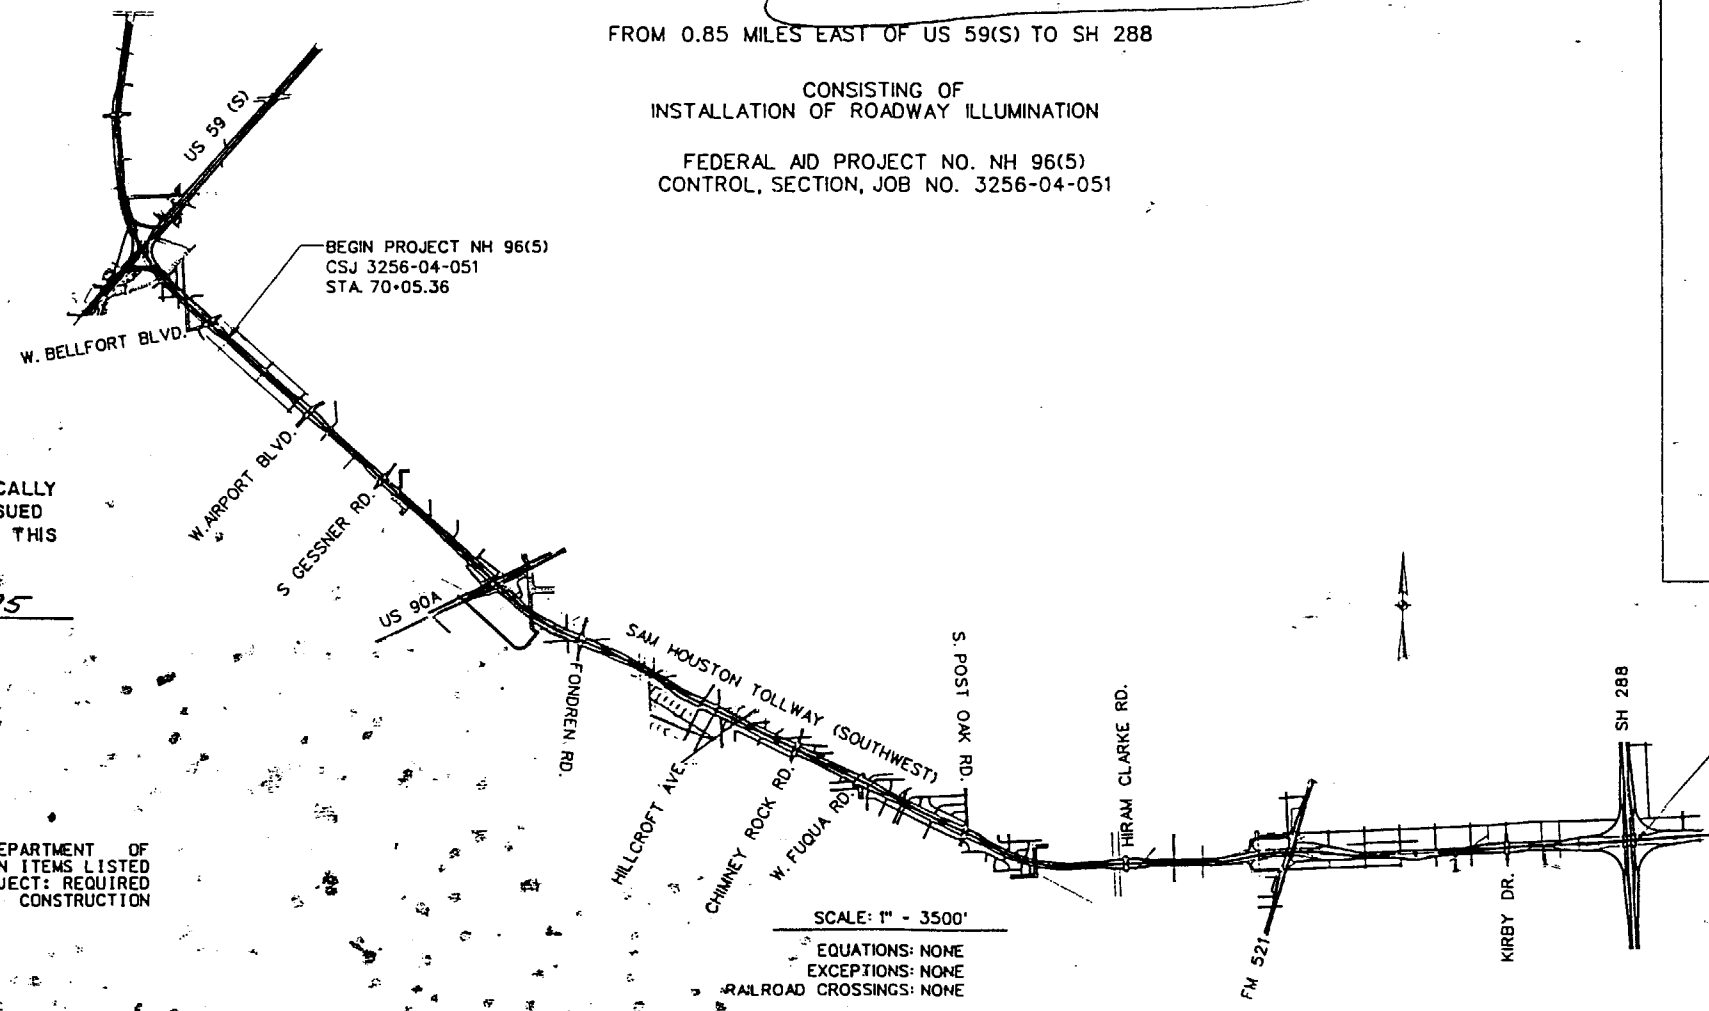 FROM 0.85 MILES EAST OF US 59(S) TO SH 288
CONSISTING OF
INSTALLATION OF ROADWAY ILLUMINATION
FEDERAL AID PROJECT NO. NH 96(5)
CONTROL, SECTION, JOB NO. 3256-04-051
US 59 (S)
BEGIN PROJECT NH 96(5)
CSJ 3256-04-051
STA. 70+05.36
W. BELLFORT BLVD.
W. AIRPORT BLVD.
S GESSNER RD.
US 90A
FONDREN RD.
SAM HOUSTON TOLLWAY (SOUTHWEST)
HILLCROFT AVE.
CHIMNEY ROCK RD.
W. FUQUA RD.
S. POST OAK RD.
HIRAM CLARKE RD.
FM 521
KIRBY DR.
SH 288
CALLY
SUED
THIS
95
EPARTMENT OF
N ITEMS LISTED
JECT: REQUIRED
CONSTRUCTION
SCALE: 1" - 3500'
EQUATIONS: NONE
EXCEPTIONS: NONE
RAILROAD CROSSINGS: NONE